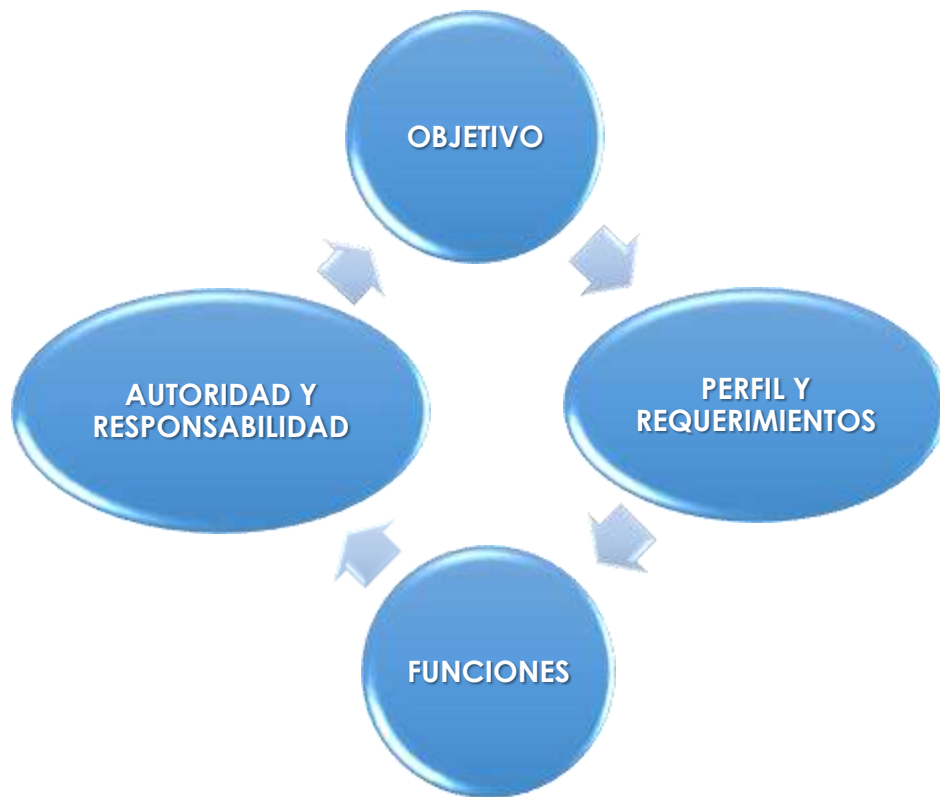 OBJETIVO
PERFIL Y
REQUERIMIENTOS
FUNCIONES
AUTORIDAD Y
RESPONSABILIDAD